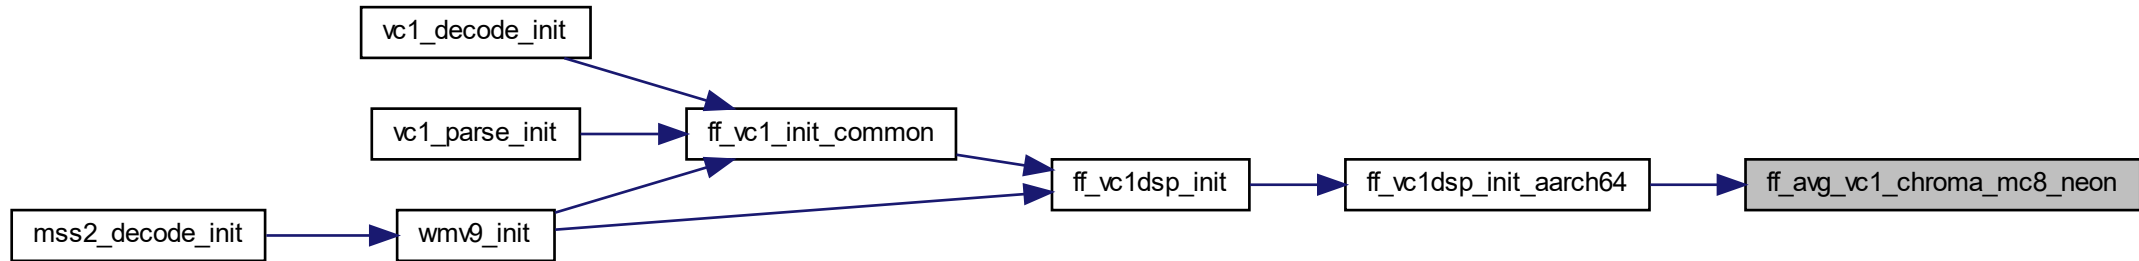 vc1_decode_init
vc1_parse_init
ff_vc1_init_common
ff_vc1dsp_init
ff_vc1dsp_init_aarch64
ff_avg_vc1_chroma_mc8_neon
mss2_decode_init
wmv9_init